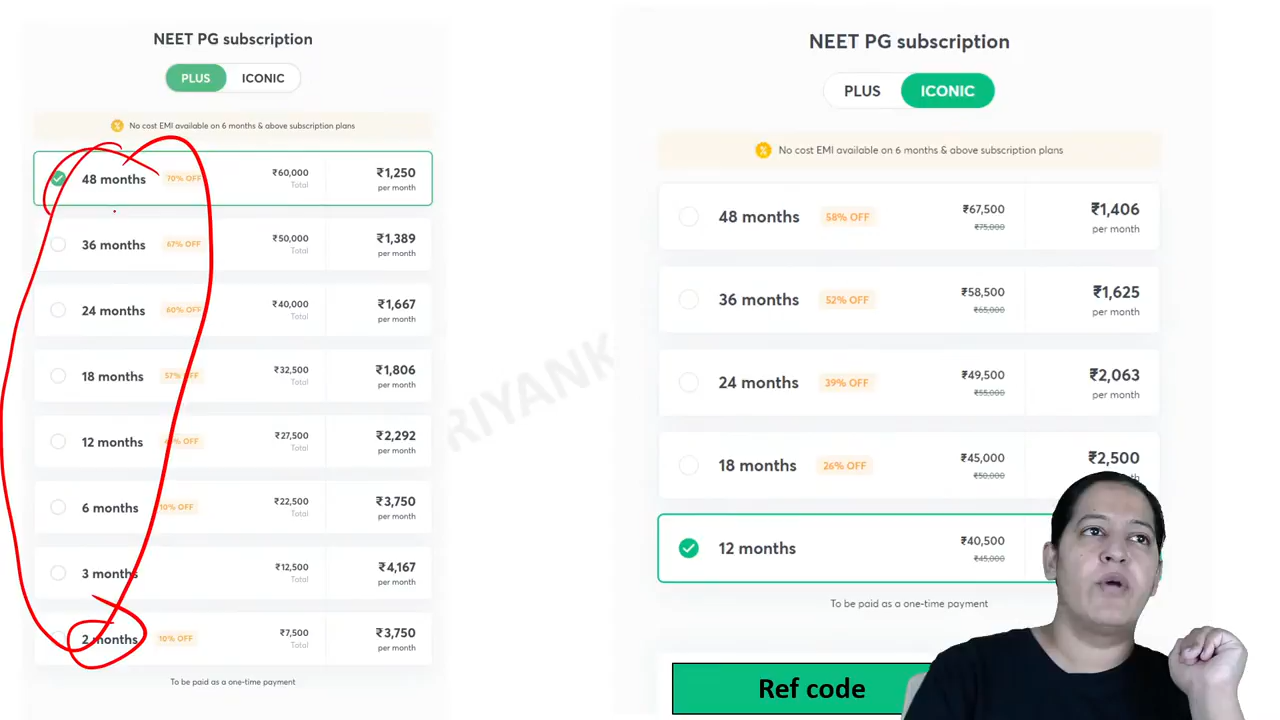 NEET PG subscription
PLUS ICONIC
No cost EMI available on 6 months & above subscription plans
48 months 70% OFF ₹60,000 ₹1,250
Total per month
36 months 67% OFF ₹50,000 ₹1,389
Total per month
24 months 60% OFF ₹40,000 ₹1,667
Total per month
18 months 57% OFF ₹32,500 ₹1,806
Total per month
12 months % OFF ₹27,500 ₹2,292
Total per month
6 months 10% OFF ₹22,500 ₹3,750
Total per month
3 months ₹12,500 ₹4,167
Total per month
2 months 10% OFF ₹7,500 ₹3,750
Total per month
To be paid as a one-time payment
NEET PG subscription
PLUS ICONIC
No cost EMI available on 6 months & above subscription plans
48 months 58% OFF ₹67,500 ₹1,406
₹75,000 per month
36 months 52% OFF ₹58,500 ₹1,625
₹65,000 per month
24 months 39% OFF ₹49,500 ₹2,063
₹55,000 per month
18 months 26% OFF ₹45,000 ₹2,500
₹50,000
12 months ₹40,500
₹45,000
To be paid as a one-time payment
Ref code
RIYANK